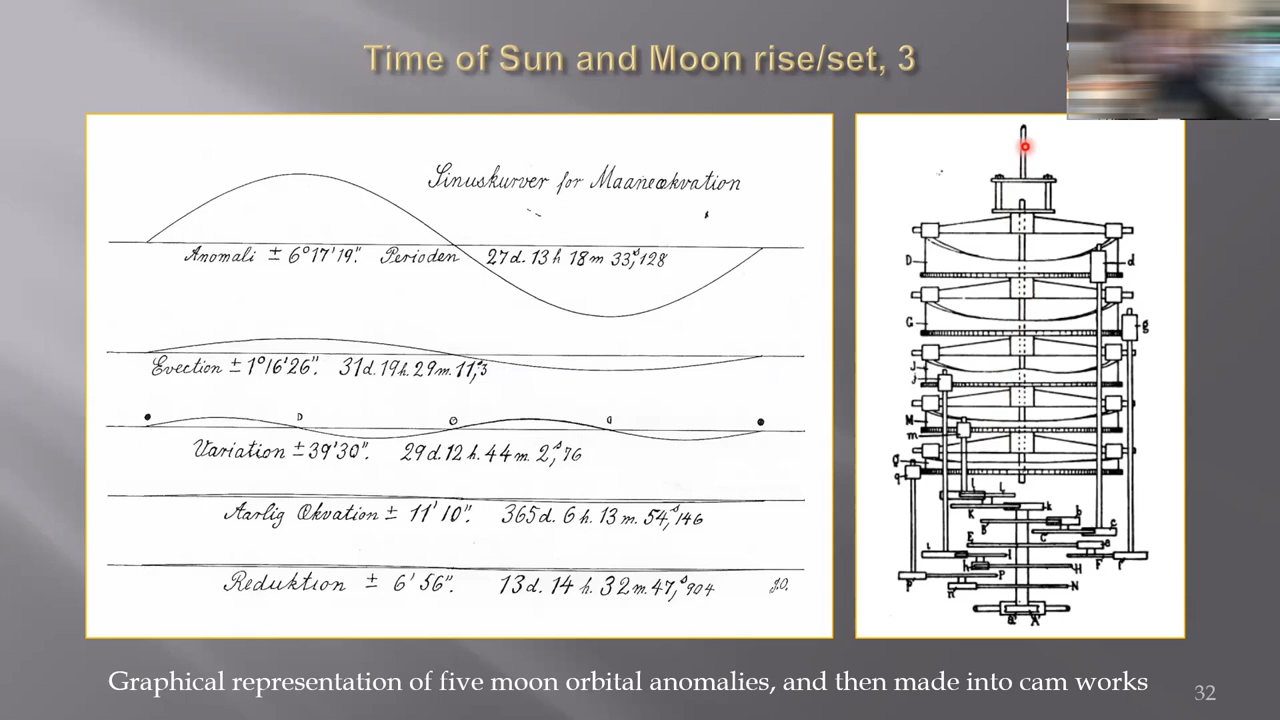 Time of Sun and Moon rise/set, 3
Sinuskurver for Maaneækvation
Anomali ± 6°17'19". Perioden 27d. 13h 18m 33,ˢ128
Evection ± 1°16'26". 31d. 19h. 29m. 11,ˢ3
Variation ± 39'30". 29d. 12h. 44m. 2,ˢ76
Aarlig Ækvation ± 11'10". 365d. 6h. 13m. 54,ˢ146
Reduktion ± 6'56". 13d. 14h. 32m. 47,ˢ904
J.O.
D d
G g
j
M
m
q
l L
K k
B b
C c
E e
i I F f
h H
p P
n N
a' A'
Graphical representation of five moon orbital anomalies, and then made into cam works
32